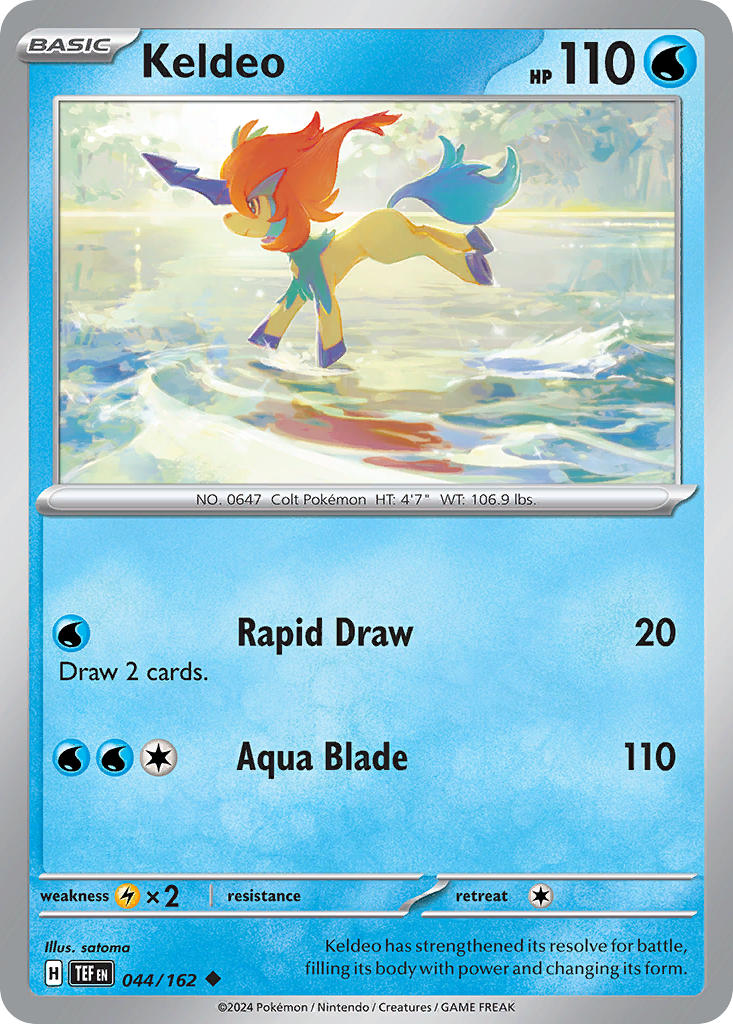 BASIC
Keldeo
HP 110
NO. 0647 Colt Pokémon HT: 4'7" WT: 106.9 lbs.
Rapid Draw 20
Draw 2 cards.
Aqua Blade 110
weakness ×2 resistance retreat
Illus. satoma
Keldeo has strengthened its resolve for battle,
filling its body with power and changing its form.
H TEF EN 044/162
©2024 Pokémon / Nintendo / Creatures / GAME FREAK